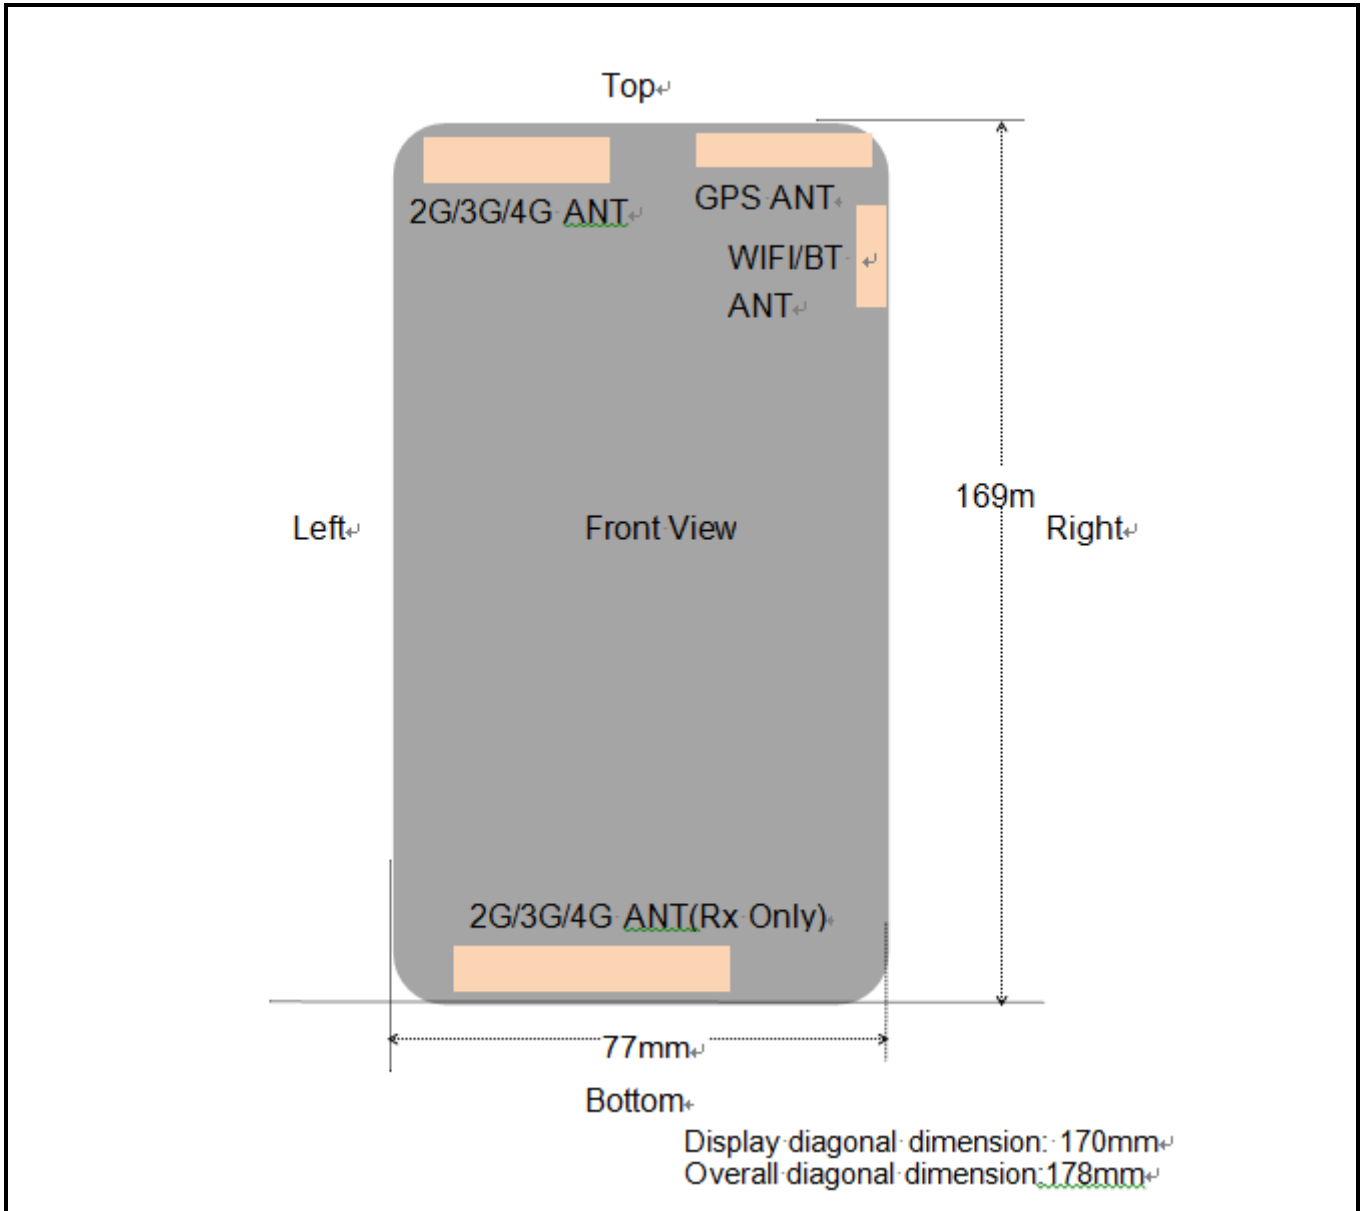 Top
2G/3G/4G ANT
GPS ANT
WIFI/BT
ANT
169m
Left
Front View
Right
2G/3G/4G ANT(Rx Only)
77mm
Bottom
Display diagonal dimension: 170mm
Overall diagonal dimension:178mm